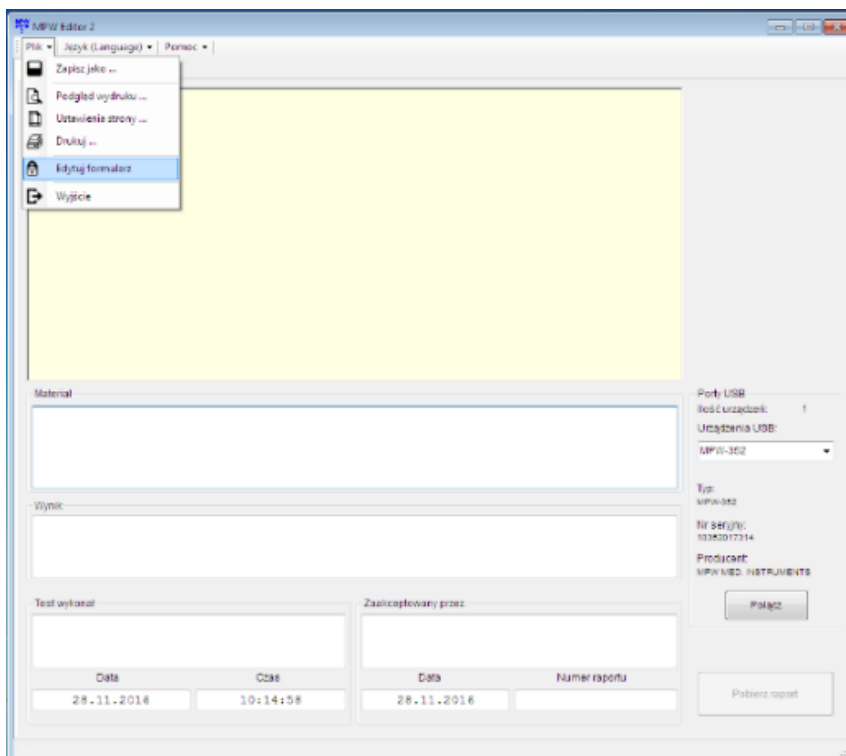 MPW Editor 2
Plik Język (Language) Pomoc
Zapisz jako ...
Podgląd wydruku ...
Ustawienia strony ...
Drukuj ...
Edytuj formularz
Wyjście
Materiał
Wynik
Test wykonał
Zaakceptowany przez
Data Czas Data Numer raportu
28.11.2016 10:14:58 28.11.2016
Porty USB
Ilość urządzeń: 1
Urządzenia USB:
MPW-352
Typ:
MPW-352
Nr seryjny:
10352017314
Producent:
MPW MED. INSTRUMENTS
Połącz
Pobierz raport